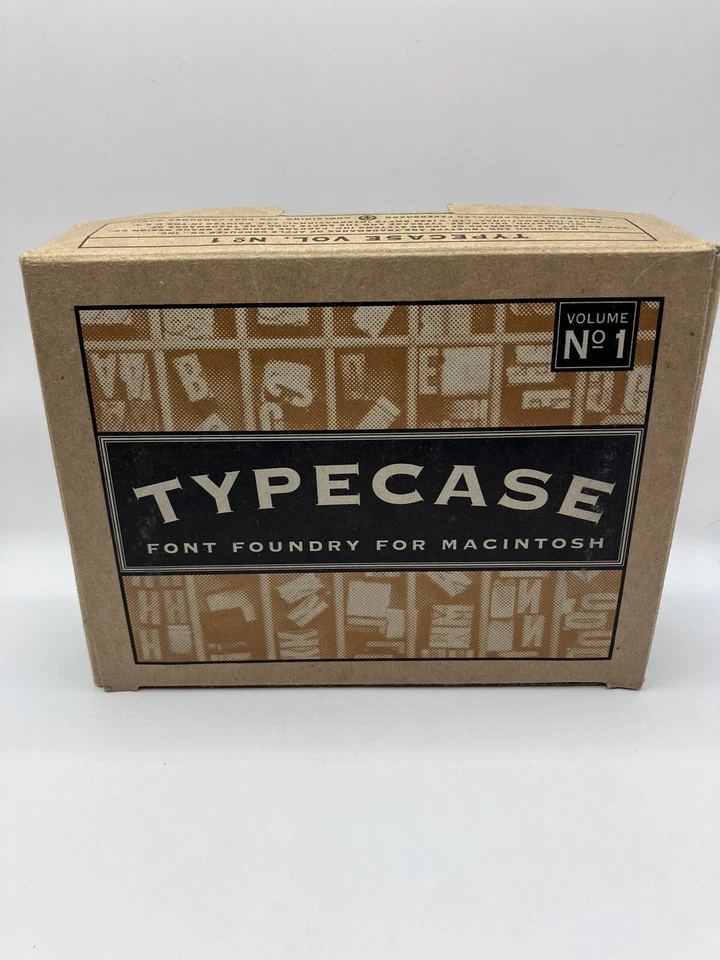 TYPECASE VOL. Nº 1
VOLUME
Nº 1
TYPECASE
FONT FOUNDRY FOR MACINTOSH